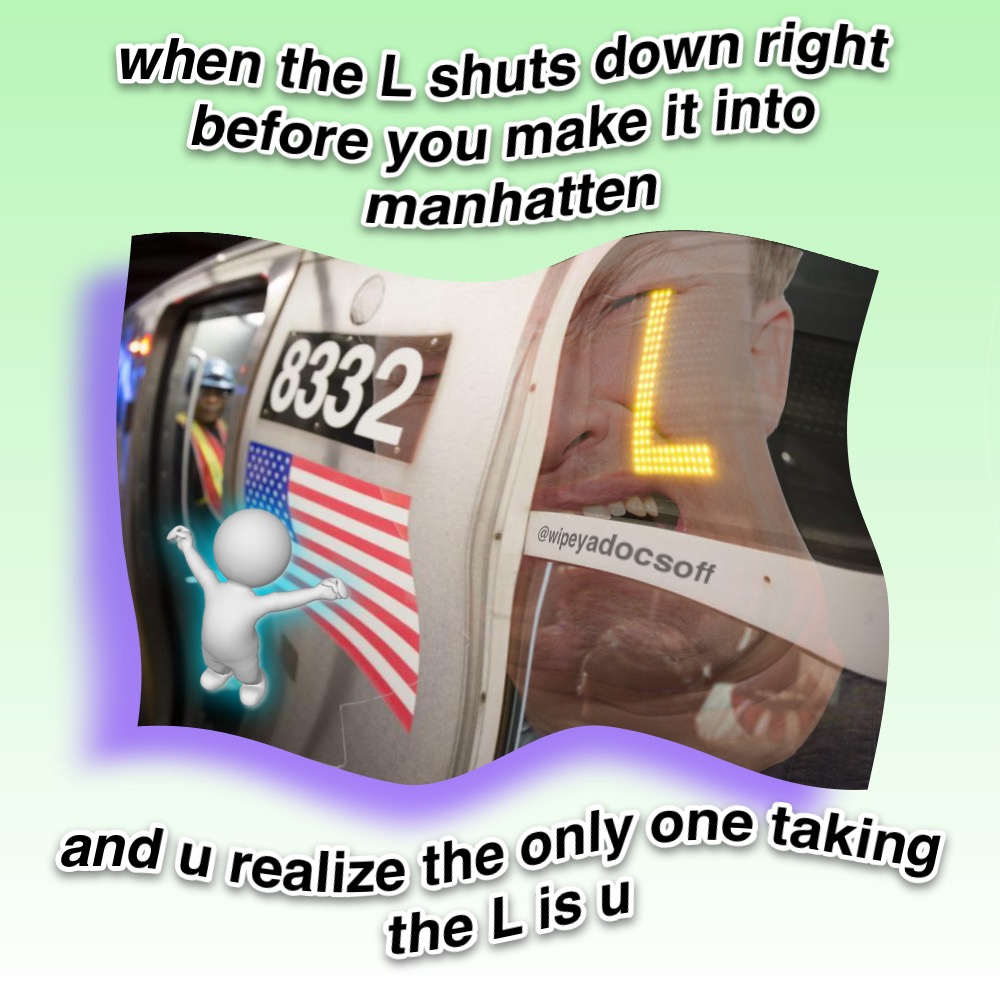 when the L shuts down right
before you make it into
manhatten
8332
L
@wipeyadocsoff
and u realize the only one taking
the L is u